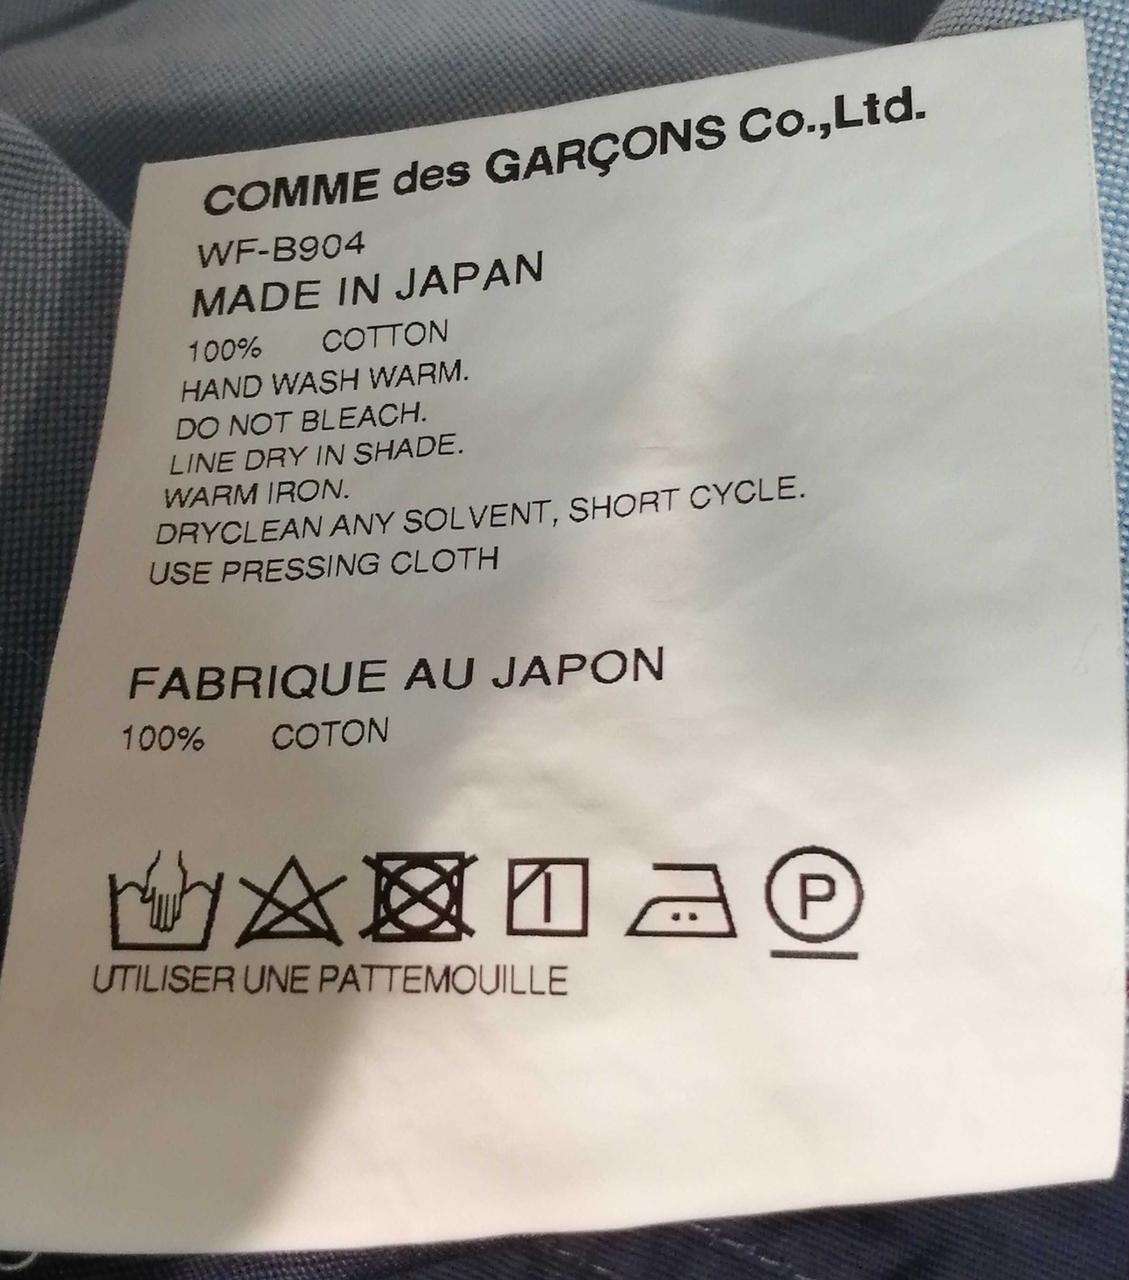 COMME des GARÇONS Co.,Ltd.
WF-B904
MADE IN JAPAN
100% COTTON
HAND WASH WARM.
DO NOT BLEACH.
LINE DRY IN SHADE.
WARM IRON.
DRYCLEAN ANY SOLVENT, SHORT CYCLE.
USE PRESSING CLOTH
FABRIQUE AU JAPON
100% COTON
P
UTILISER UNE PATTEMOUILLE